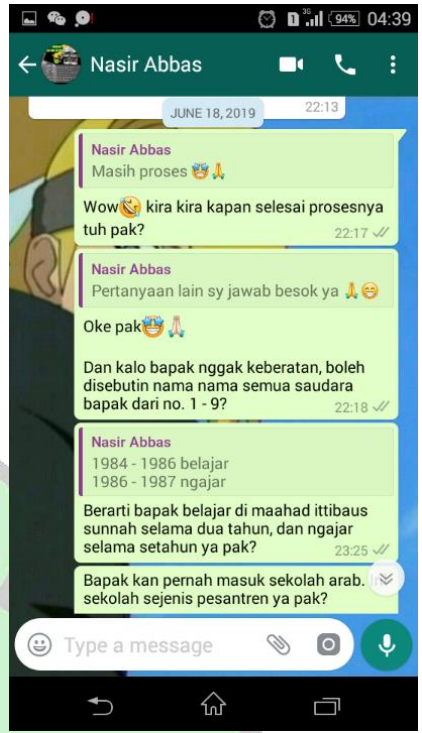 3G
94% 04:39
Nasir Abbas
22:13
JUNE 18, 2019
Nasir Abbas
Masih proses 🤩🙏
Wow🤣 kira kira kapan selesai prosesnya
tuh pak?
22:17
Nasir Abbas
Pertanyaan lain sy jawab besok ya 🙏😁
Oke pak🤩🙏
Dan kalo bapak nggak keberatan, boleh
disebutin nama nama semua saudara
bapak dari no. 1 - 9?
22:18
Nasir Abbas
1984 - 1986 belajar
1986 - 1987 ngajar
Berarti bapak belajar di maahad ittibaus
sunnah selama dua tahun, dan ngajar
selama setahun ya pak?
23:25
Bapak kan pernah masuk sekolah arab.
sekolah sejenis pesantren ya pak?
Type a message